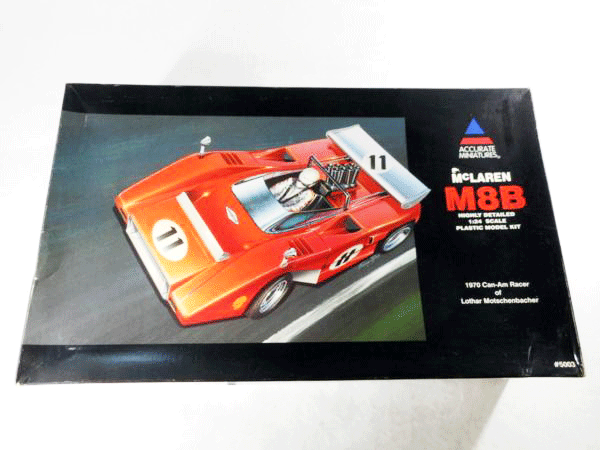 11
11
11
ACCURATE
MINIATURES
McLAREN
M8B
HIGHLY DETAILED
1:24 SCALE
PLASTIC MODEL KIT
1970 Can-Am Racer
of
Lothar Motschenbacher
#5003